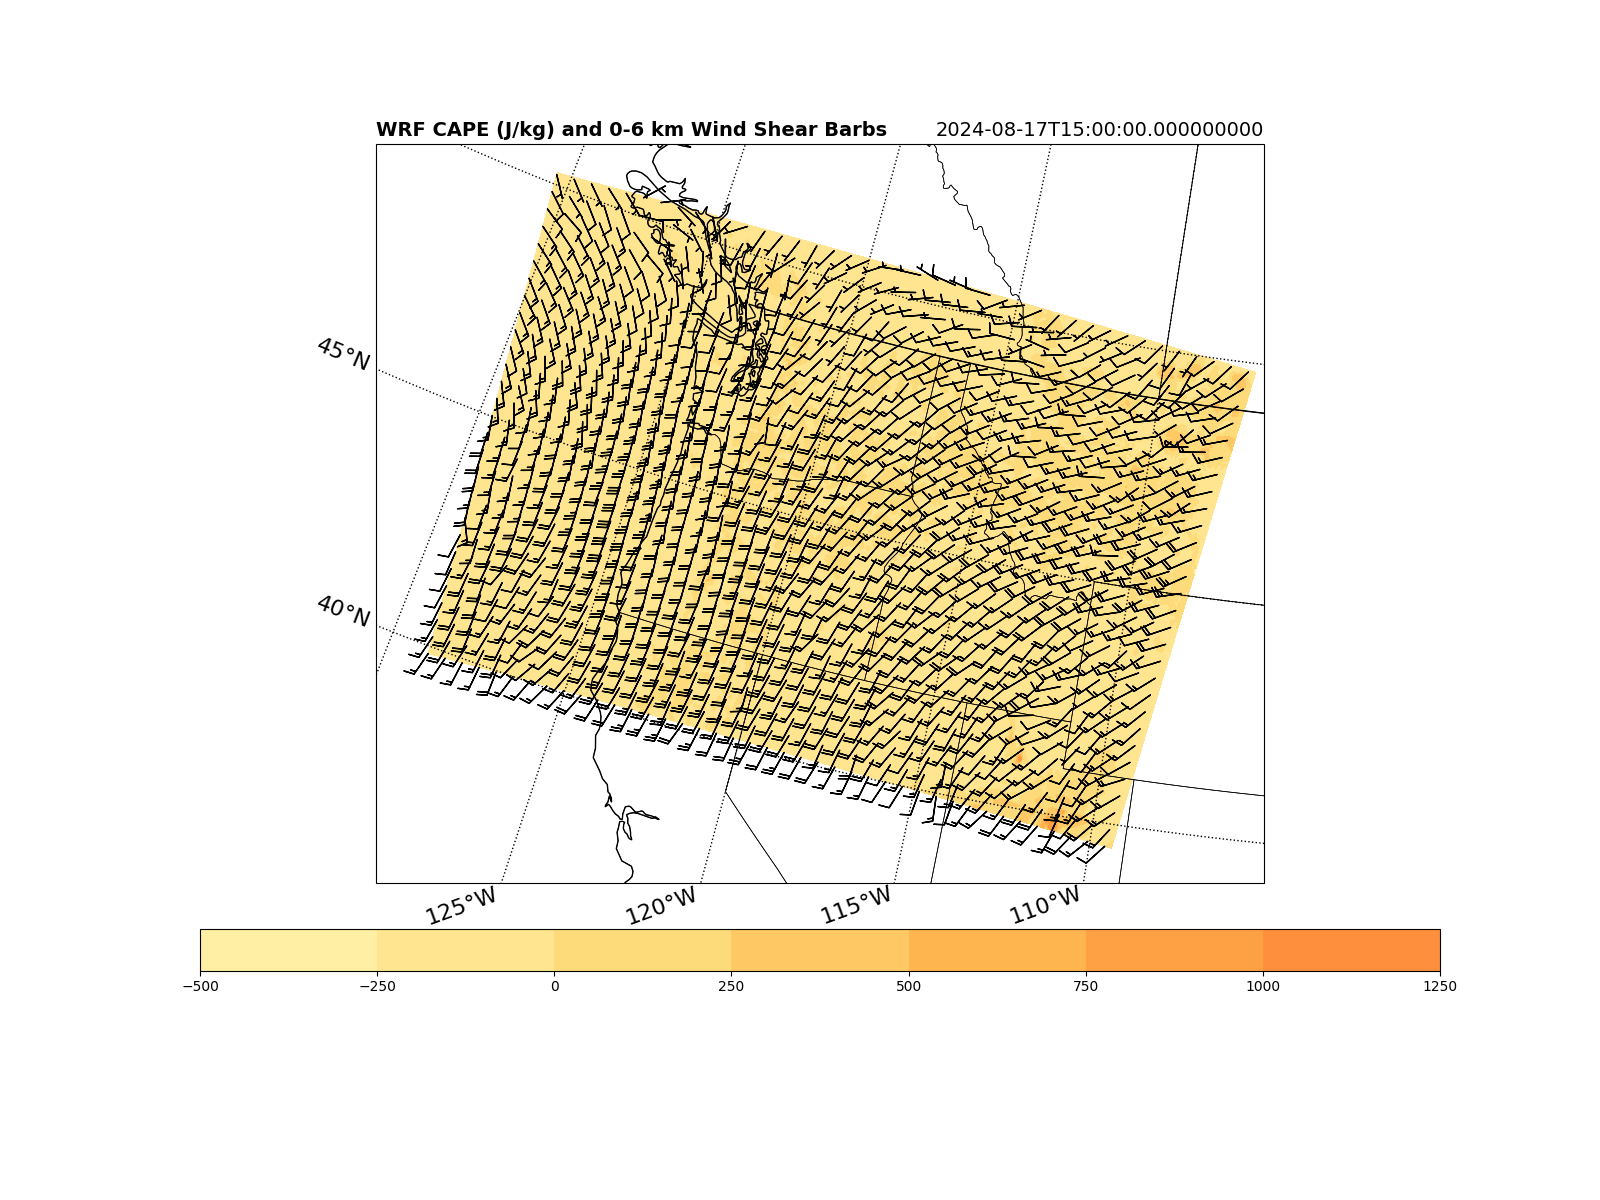 WRF CAPE (J/kg) and 0-6 km Wind Shear Barbs 2024-08-17T15:00:00.000000000
45°N
40°N
125°W 120°W 115°W 110°W
−500 −250 0 250 500 750 1000 1250